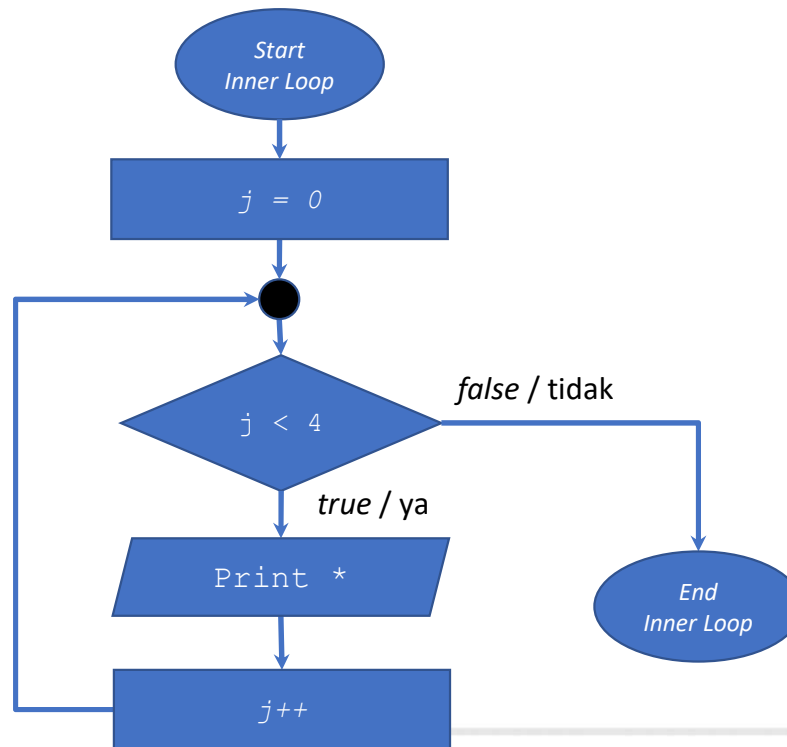 Start
Inner Loop
j = 0
j < 4
false / tidak
true / ya
Print *
End
Inner Loop
j++